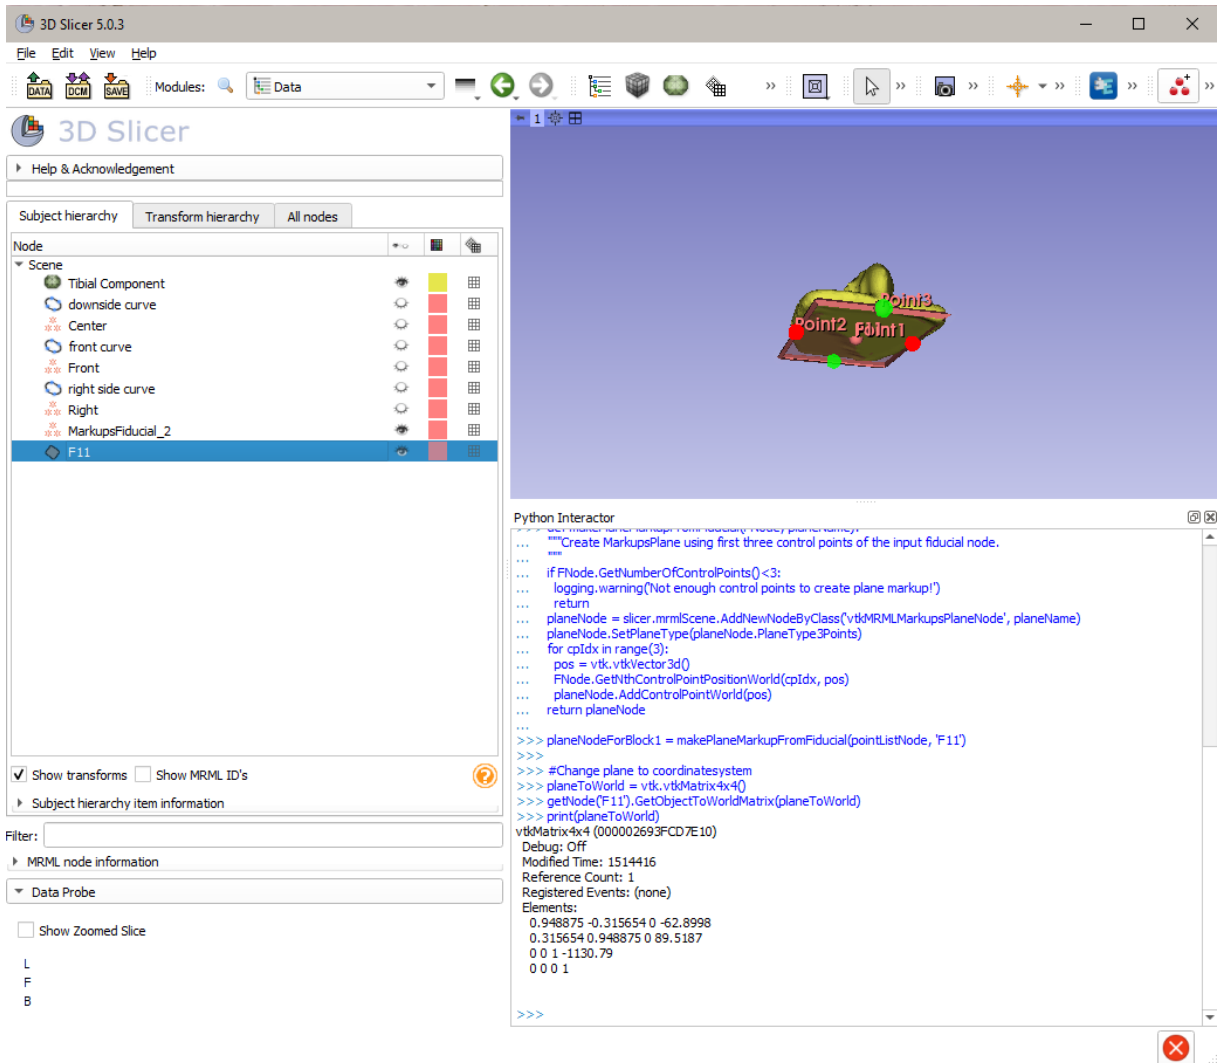 3D Slicer 5.0.3
File Edit View Help
DATA DCM SAVE Modules: Data
3D Slicer
Help & Acknowledgement
Subject hierarchy Transform hierarchy All nodes
Node
Scene
Tibial Component
downside curve
Center
front curve
Front
right side curve
Right
MarkupsFiducial_2
F11
Show transforms Show MRML ID's
Subject hierarchy item information
Filter:
MRML node information
Data Probe
Show Zoomed Slice
L
F
B
1
Point3
Point2 Point1
Python Interactor
>>> def makePlaneMarkupFromFiducial(FNode, planeName):
... """Create MarkupsPlane using first three control points of the input fiducial node.
... """
... if FNode.GetNumberOfControlPoints()<3:
... logging.warning('Not enough control points to create plane markup!')
... return
... planeNode = slicer.mrmlScene.AddNewNodeByClass('vtkMRMLMarkupsPlaneNode', planeName)
... planeNode.SetPlaneType(planeNode.PlaneType3Points)
... for cpIdx in range(3):
... pos = vtk.vtkVector3d()
... FNode.GetNthControlPointPositionWorld(cpIdx, pos)
... planeNode.AddControlPointWorld(pos)
... return planeNode
...
>>> planeNodeForBlock1 = makePlaneMarkupFromFiducial(pointListNode, 'F11')
>>>
>>> #Change plane to coordinatesystem
>>> planeToWorld = vtk.vtkMatrix4x4()
>>> getNode('F11').GetObjectToWorldMatrix(planeToWorld)
>>> print(planeToWorld)
vtkMatrix4x4 (000002693FCD7E10)
Debug: Off
Modified Time: 1514416
Reference Count: 1
Registered Events: (none)
Elements:
0.948875 -0.315654 0 -62.8998
0.315654 0.948875 0 89.5187
0 0 1 -1130.79
0 0 0 1
>>>